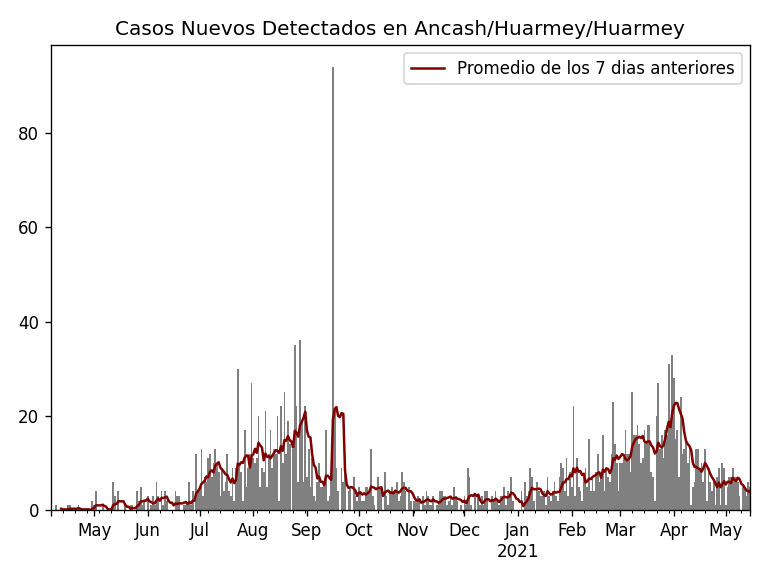 Casos Nuevos Detectados en Ancash/Huarmey/Huarmey
Promedio de los 7 dias anteriores
80
60
40
20
0
May Jun Jul Aug Sep Oct Nov Dec Jan Feb Mar Apr May
2021